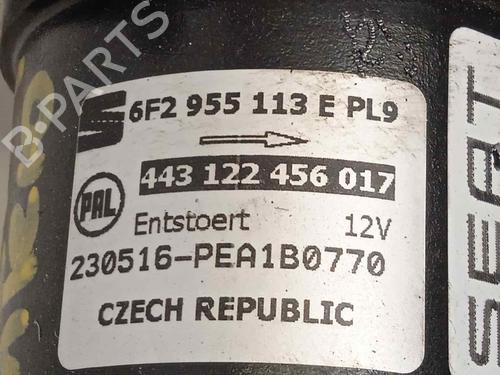 6F2 955 113 E PL9
443 122 456 017
PAL
Entstoert 12V
230516-PEA1B0770
CZECH REPUBLIC
SEAT
B-PARTS